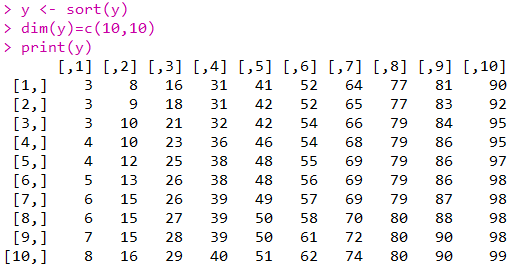 > y <- sort(y)
> dim(y)=c(10,10)
> print(y)
[,1] [,2] [,3] [,4] [,5] [,6] [,7] [,8] [,9] [,10]
[1,] 3 8 16 31 41 52 64 77 81 90
[2,] 3 9 18 31 42 52 65 77 83 92
[3,] 3 10 21 32 42 54 66 79 84 95
[4,] 4 10 23 36 46 54 68 79 86 95
[5,] 4 12 25 38 48 55 69 79 86 97
[6,] 5 13 26 38 48 56 69 79 86 98
[7,] 6 15 26 39 49 57 69 79 87 98
[8,] 6 15 27 39 50 58 70 80 88 98
[9,] 7 15 28 39 50 61 72 80 90 98
[10,] 8 16 29 40 51 62 74 80 90 99